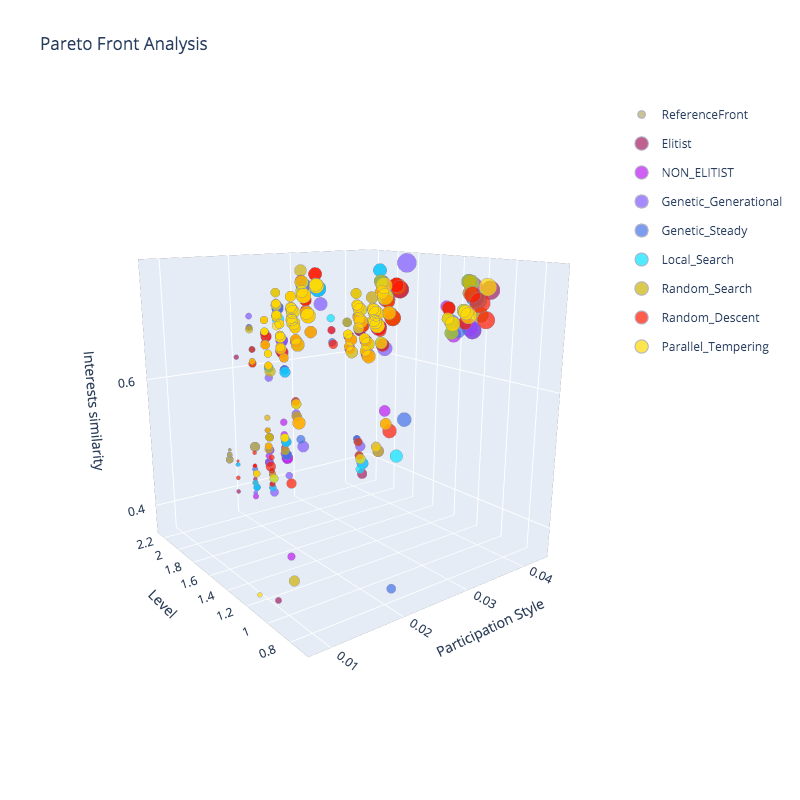 Pareto Front Analysis
ReferenceFront
Elitist
NON_ELITIST
Genetic_Generational
Genetic_Steady
Local_Search
Random_Search
Random_Descent
Parallel_Tempering
Interests similarity
0.6
0.4
2.2
2
1.8
1.6
1.4
1.2
1
0.8
Level
0.01
0.02
0.03
0.04
Participation Style